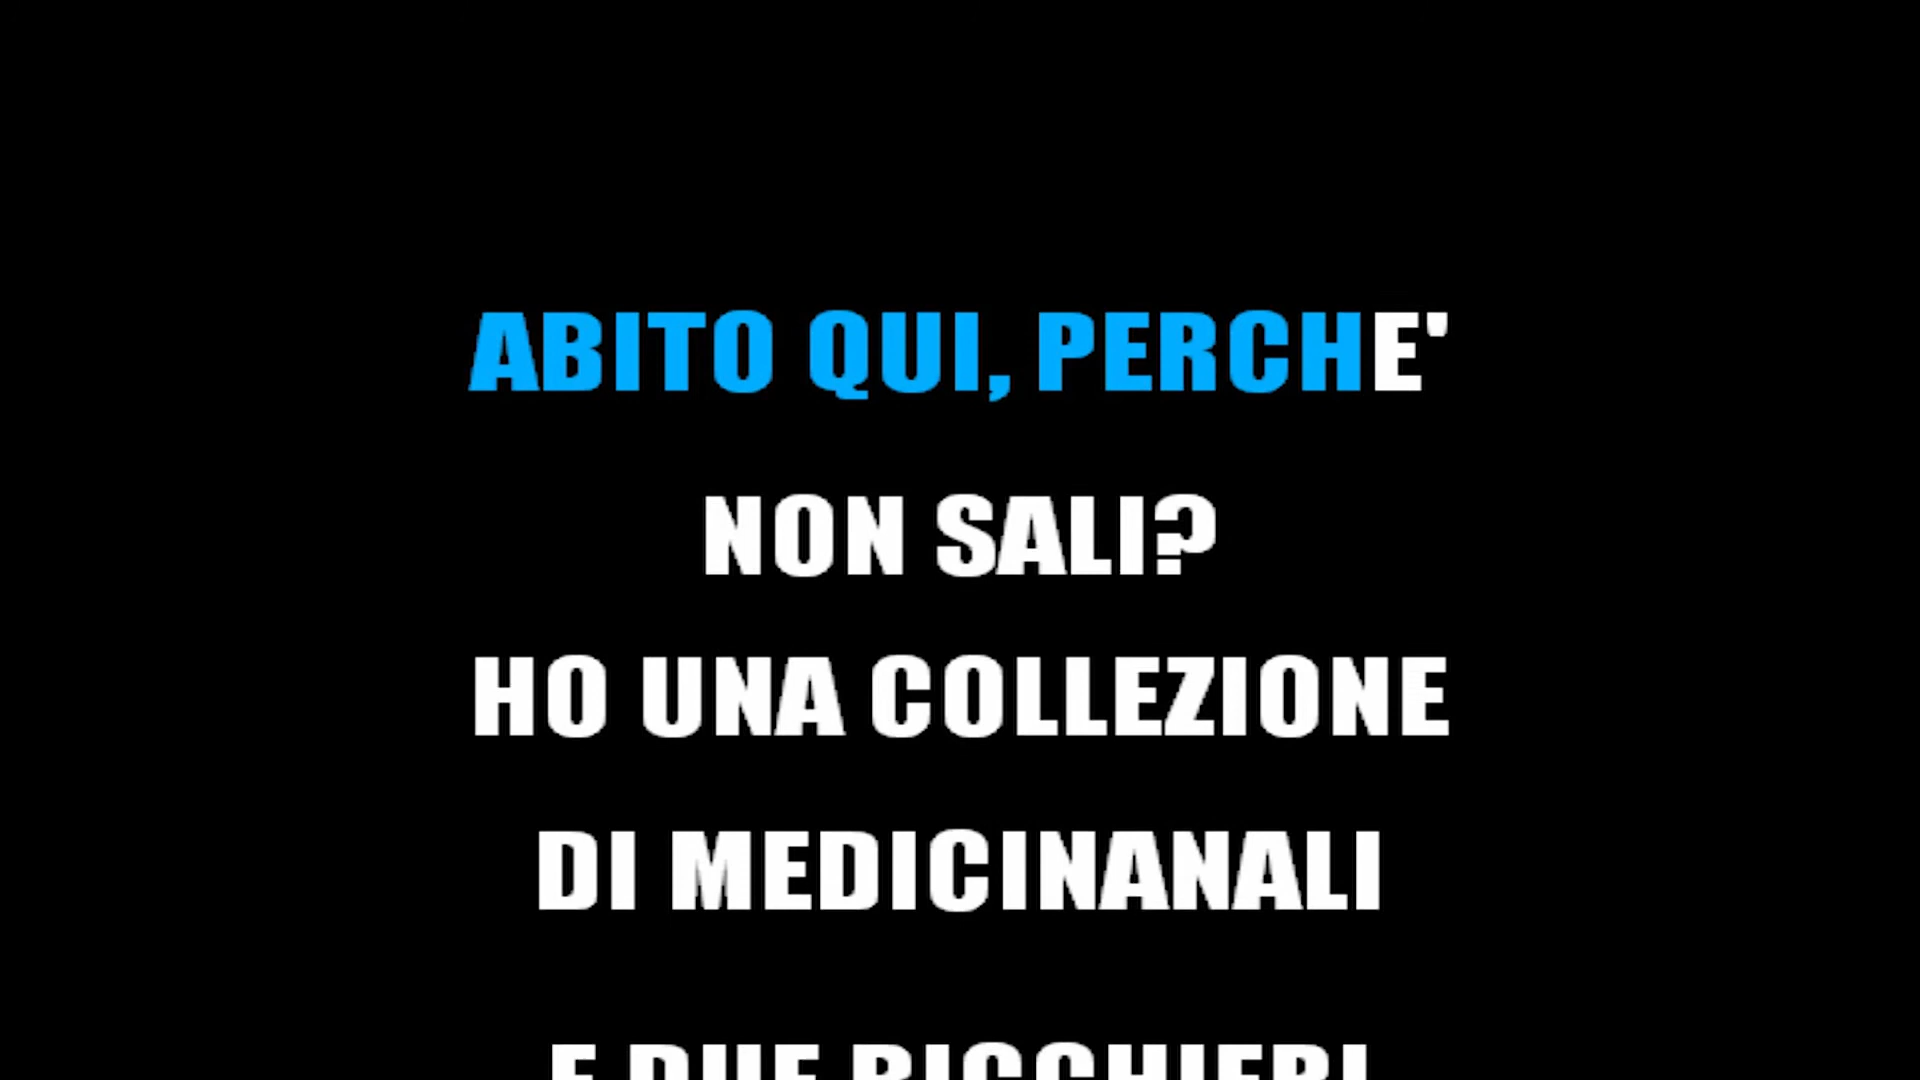 ABITO QUI, PERCHE'
NON SALI?
HO UNA COLLEZIONE
DI MEDICINANALI
E DUE BICCHIERI